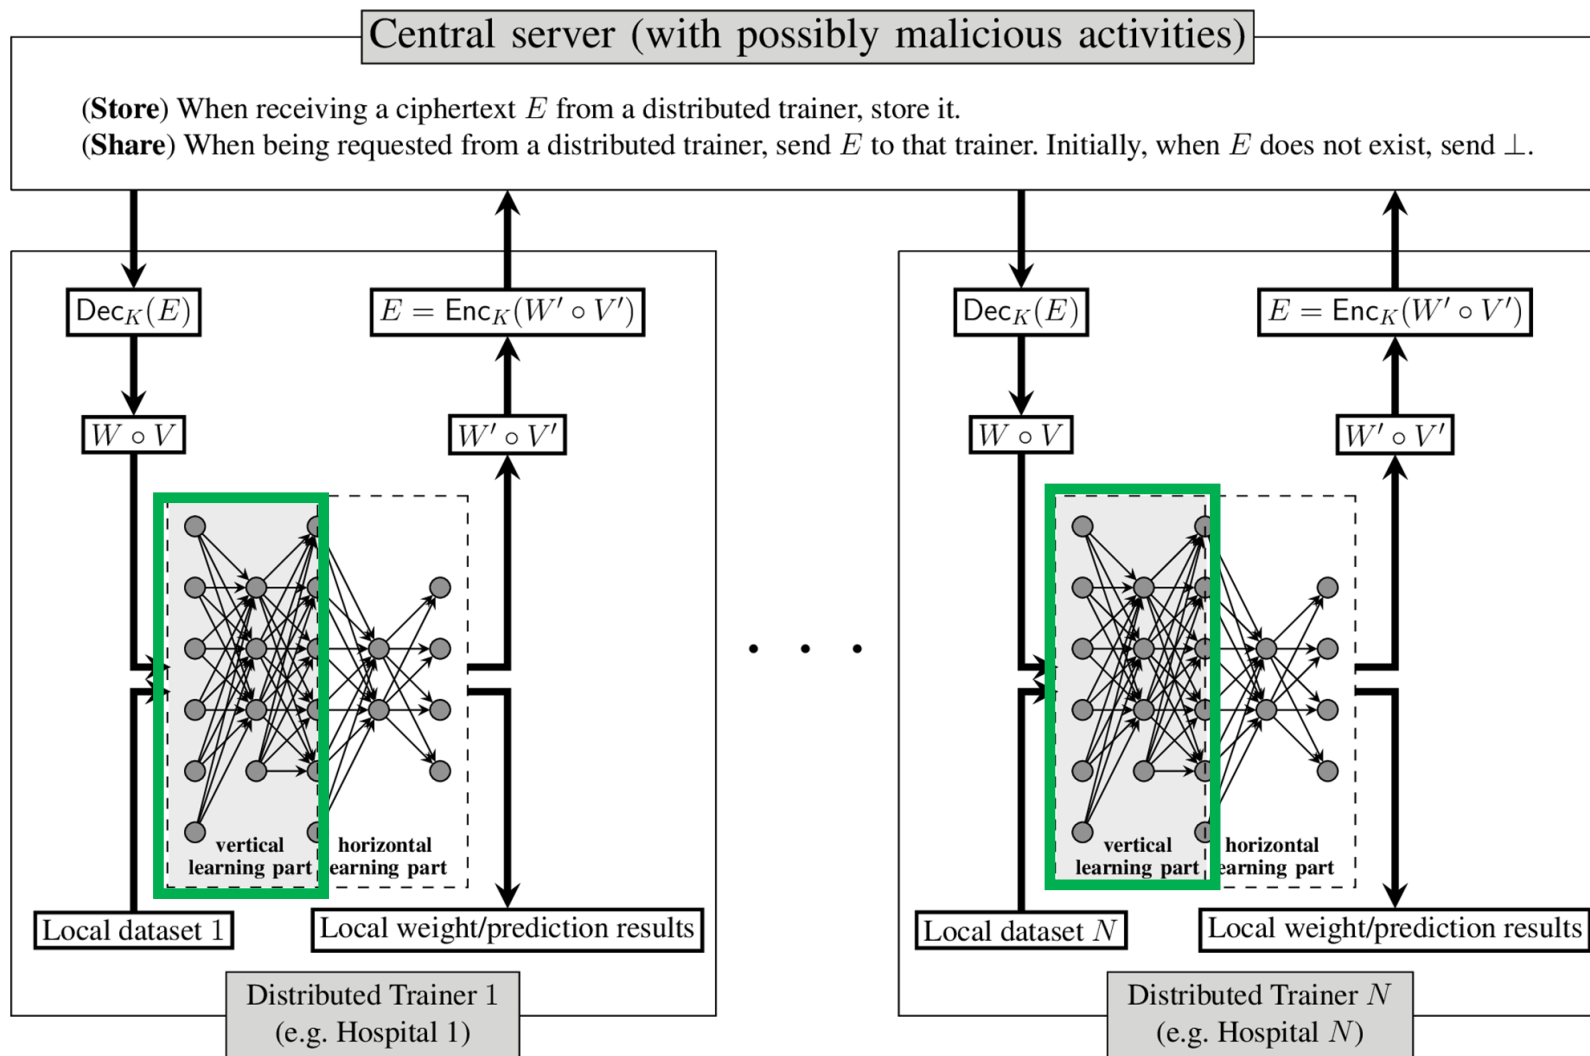 Central server (with possibly malicious activities)
(Store) When receiving a ciphertext E from a distributed trainer, store it.
(Share) When being requested from a distributed trainer, send E to that trainer. Initially, when E does not exist, send ⊥.
Dec_K(E)
E = Enc_K(W′ ∘ V′)
W ∘ V
W′ ∘ V′
vertical
learning part
horizontal
earning part
Local dataset 1
Local weight/prediction results
Distributed Trainer 1
(e.g. Hospital 1)
· · ·
Dec_K(E)
E = Enc_K(W′ ∘ V′)
W ∘ V
W′ ∘ V′
vertical
learning part
horizontal
earning part
Local dataset N
Local weight/prediction results
Distributed Trainer N
(e.g. Hospital N)